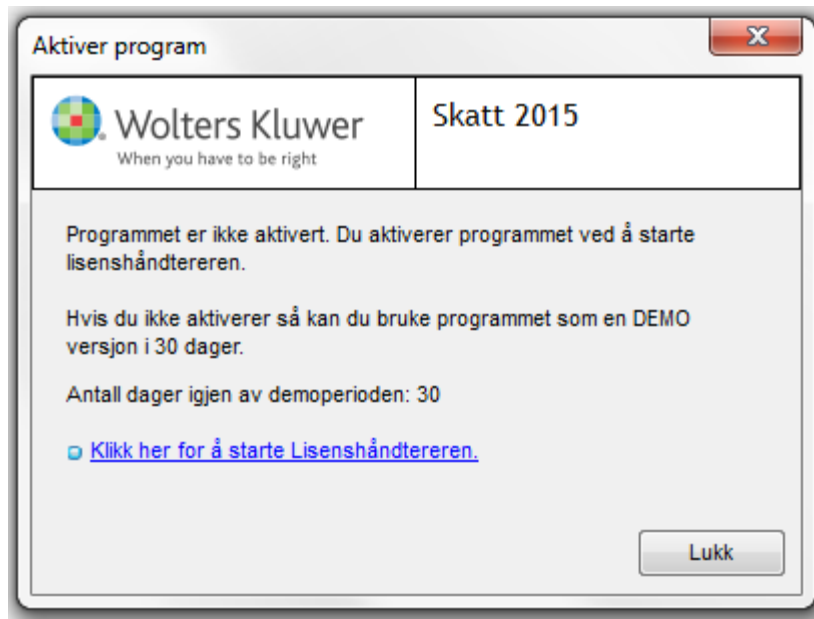 Aktiver program
Wolters Kluwer
When you have to be right
Skatt 2015
Programmet er ikke aktivert. Du aktiverer programmet ved å starte
lisenshåndtereren.
Hvis du ikke aktiverer så kan du bruke programmet som en DEMO
versjon i 30 dager.
Antall dager igjen av demoperioden: 30
Klikk her for å starte Lisenshåndtereren.
Lukk